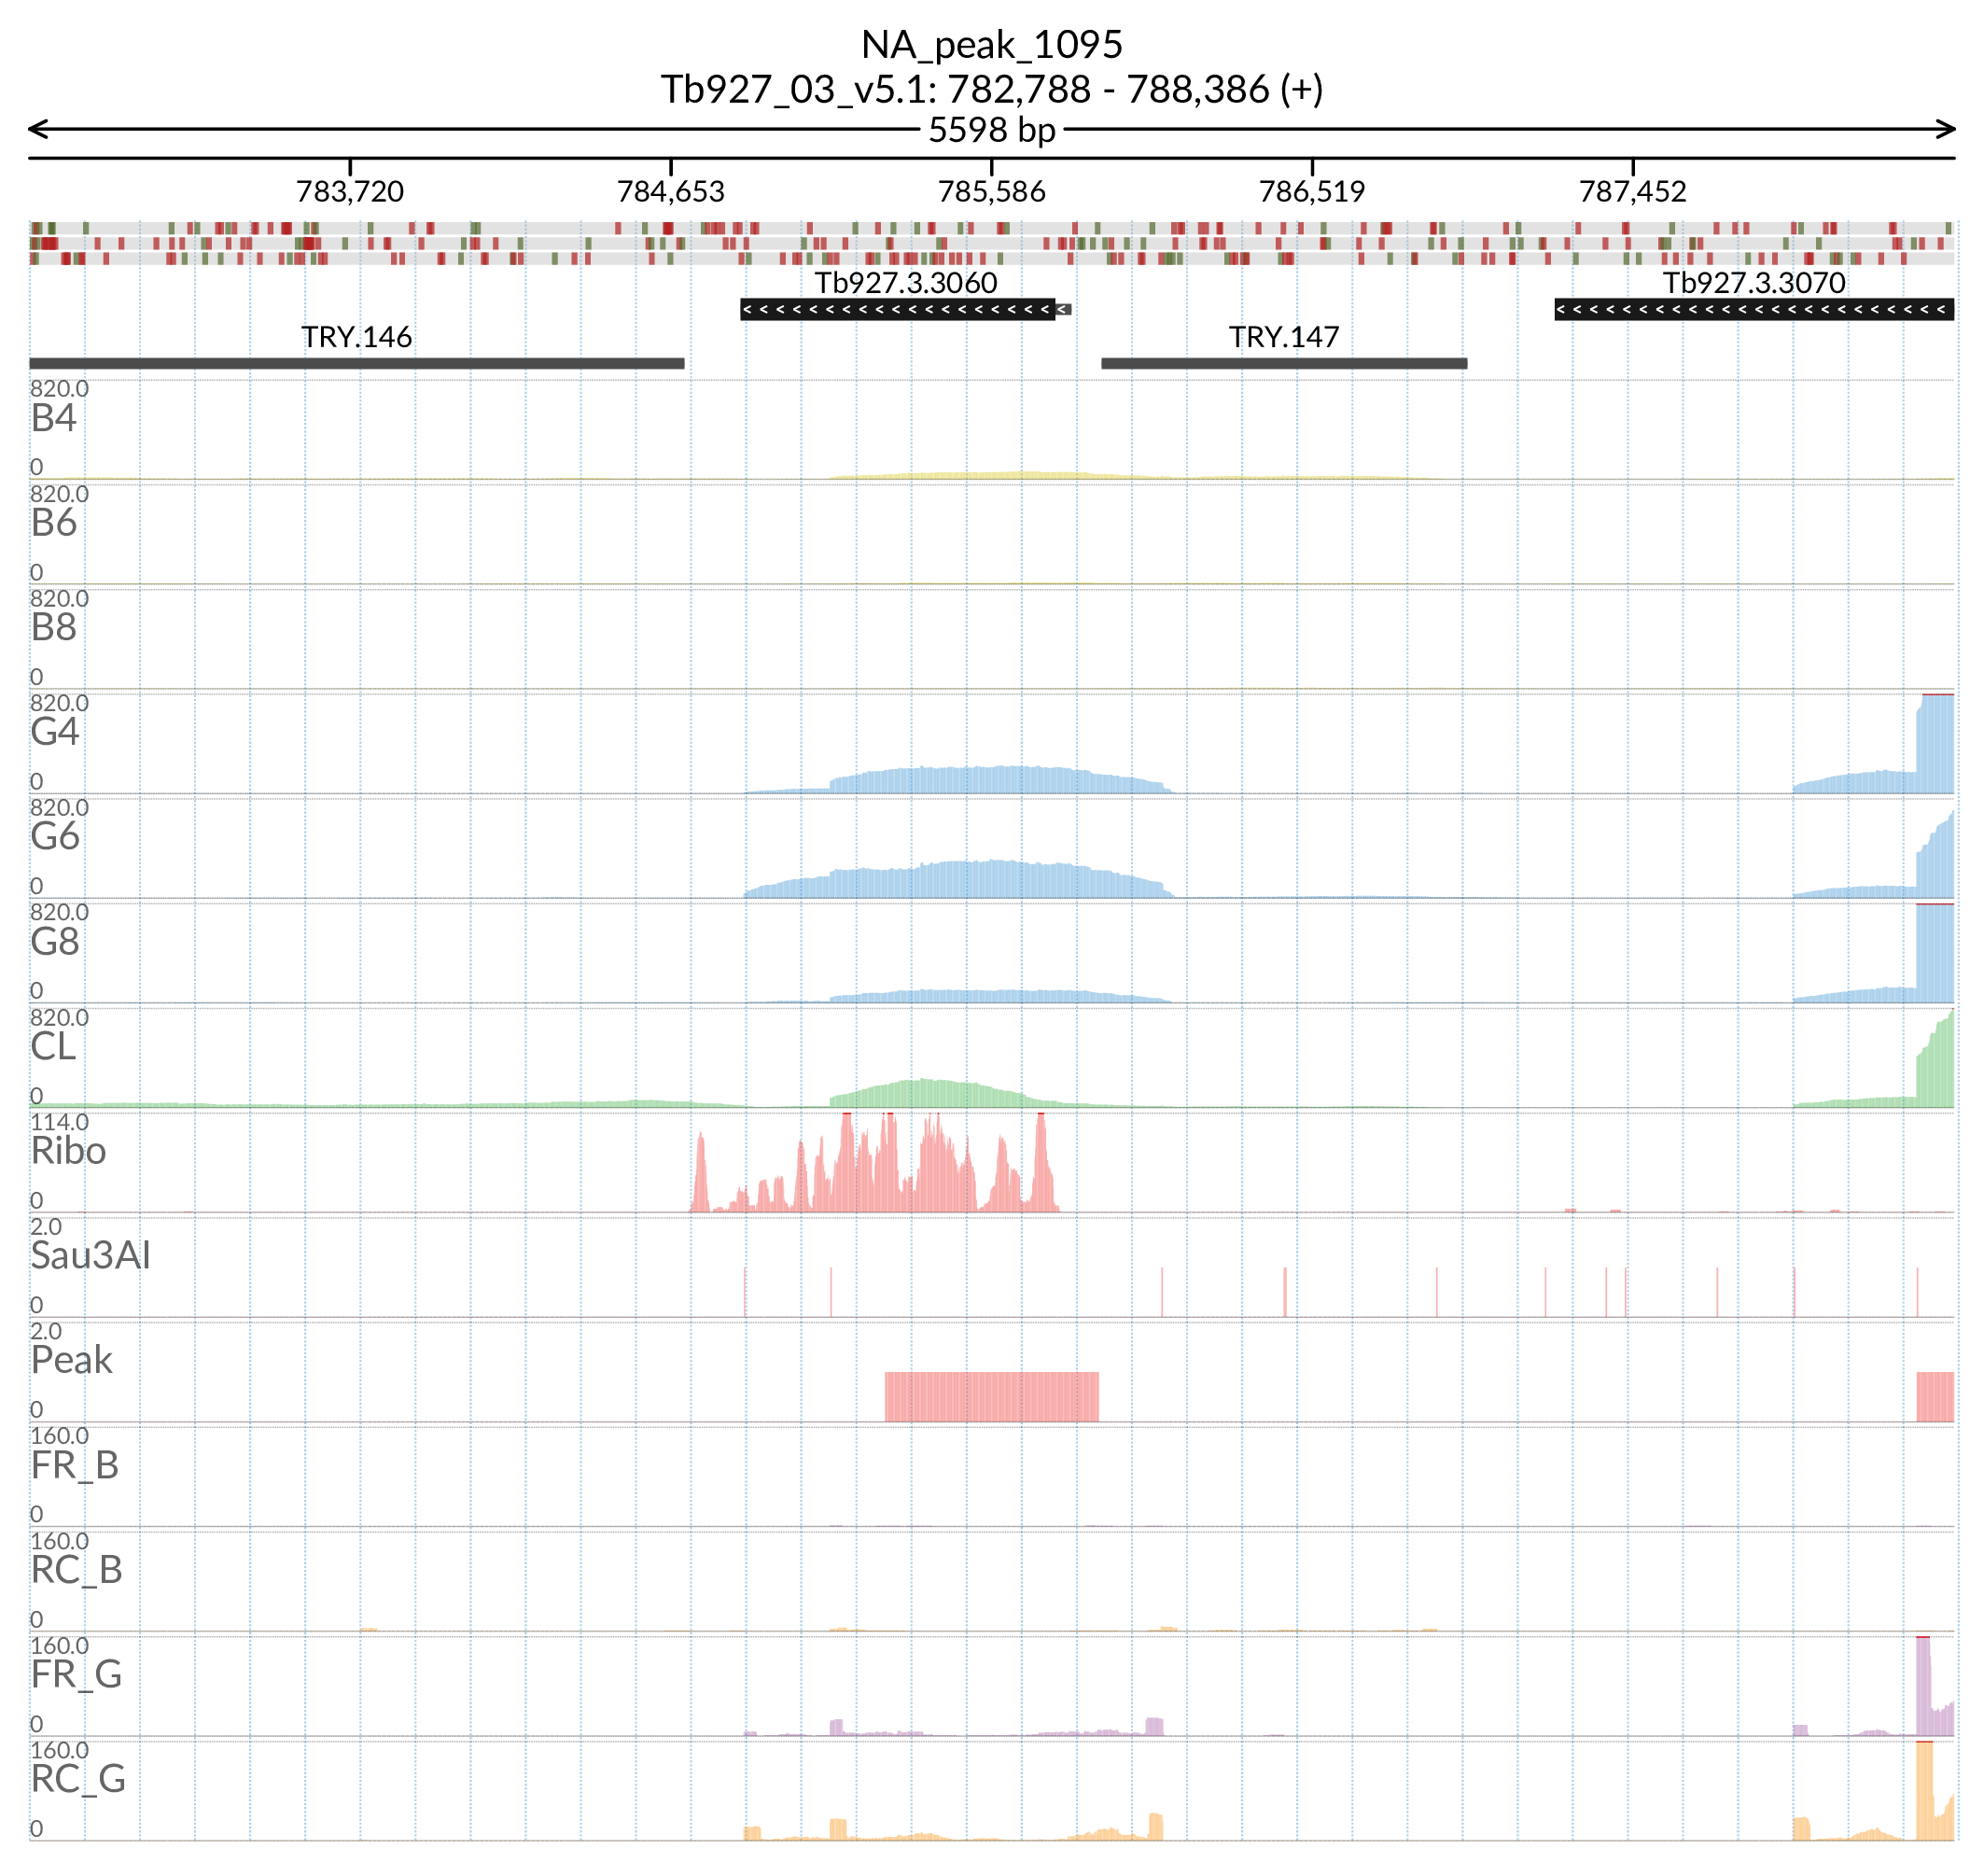 NA_peak_1095
Tb927_03_v5.1: 782,788 - 788,386 (+)
5598 bp
783,720 784,653 785,586 786,519 787,452
Tb927.3.3060 Tb927.3.3070
TRY.146 TRY.147
820.0
B4
0
820.0
B6
0
820.0
B8
0
820.0
G4
0
820.0
G6
0
820.0
G8
0
820.0
CL
0
114.0
Ribo
0
2.0
Sau3AI
0
2.0
Peak
0
160.0
FR_B
0
160.0
RC_B
0
160.0
FR_G
0
160.0
RC_G
0